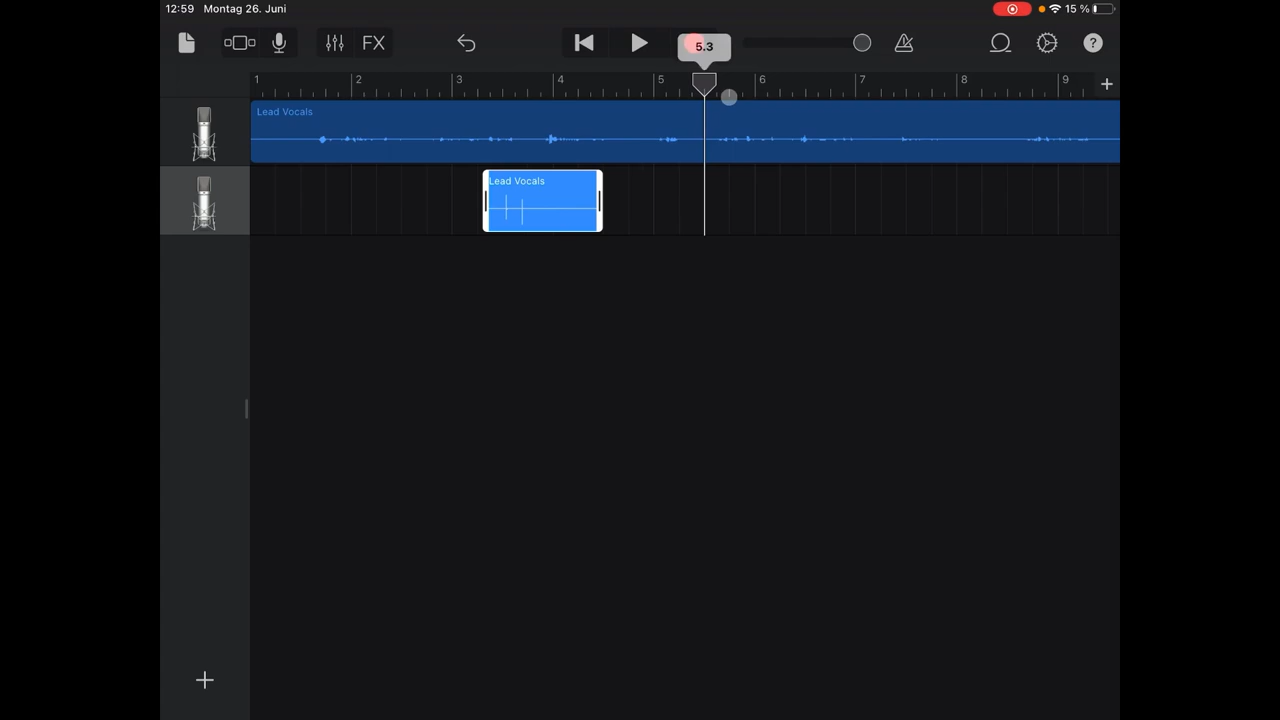 12:59 Montag 26. Juni 15 %
FX 5.3 ?
1 2 3 4 5 6 7 8 9 +
Lead Vocals
Lead Vocals
+